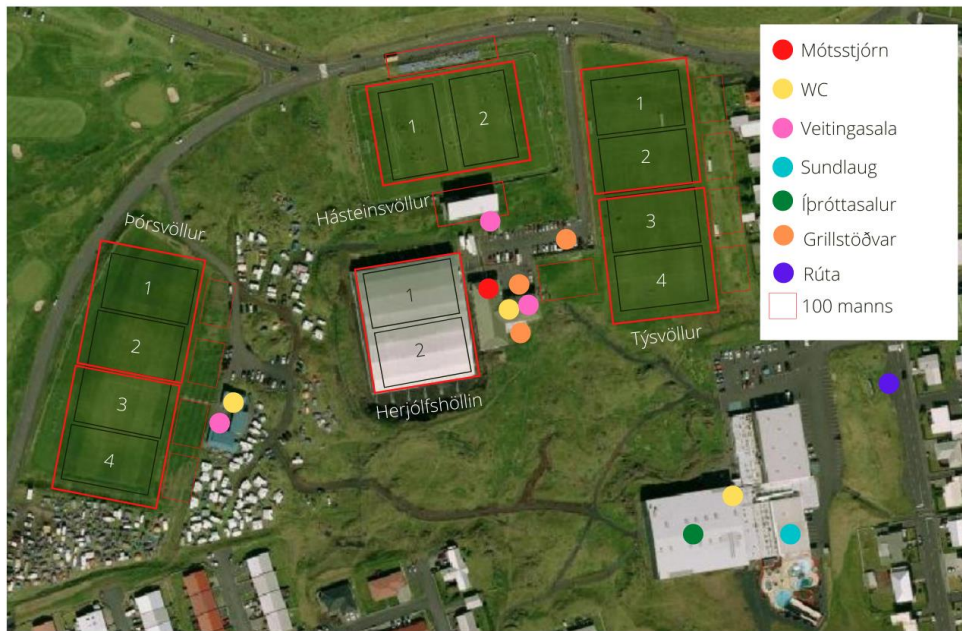 Mótsstjórn
WC
Veitingasala
Sundlaug
Íþróttasalur
Grillstöðvar
Rúta
100 manns
1
2
Hásteinsvöllur
1
2
3
4
Týsvöllur
Þórsvöllur
1
2
3
4
1
2
Herjólfshöllin